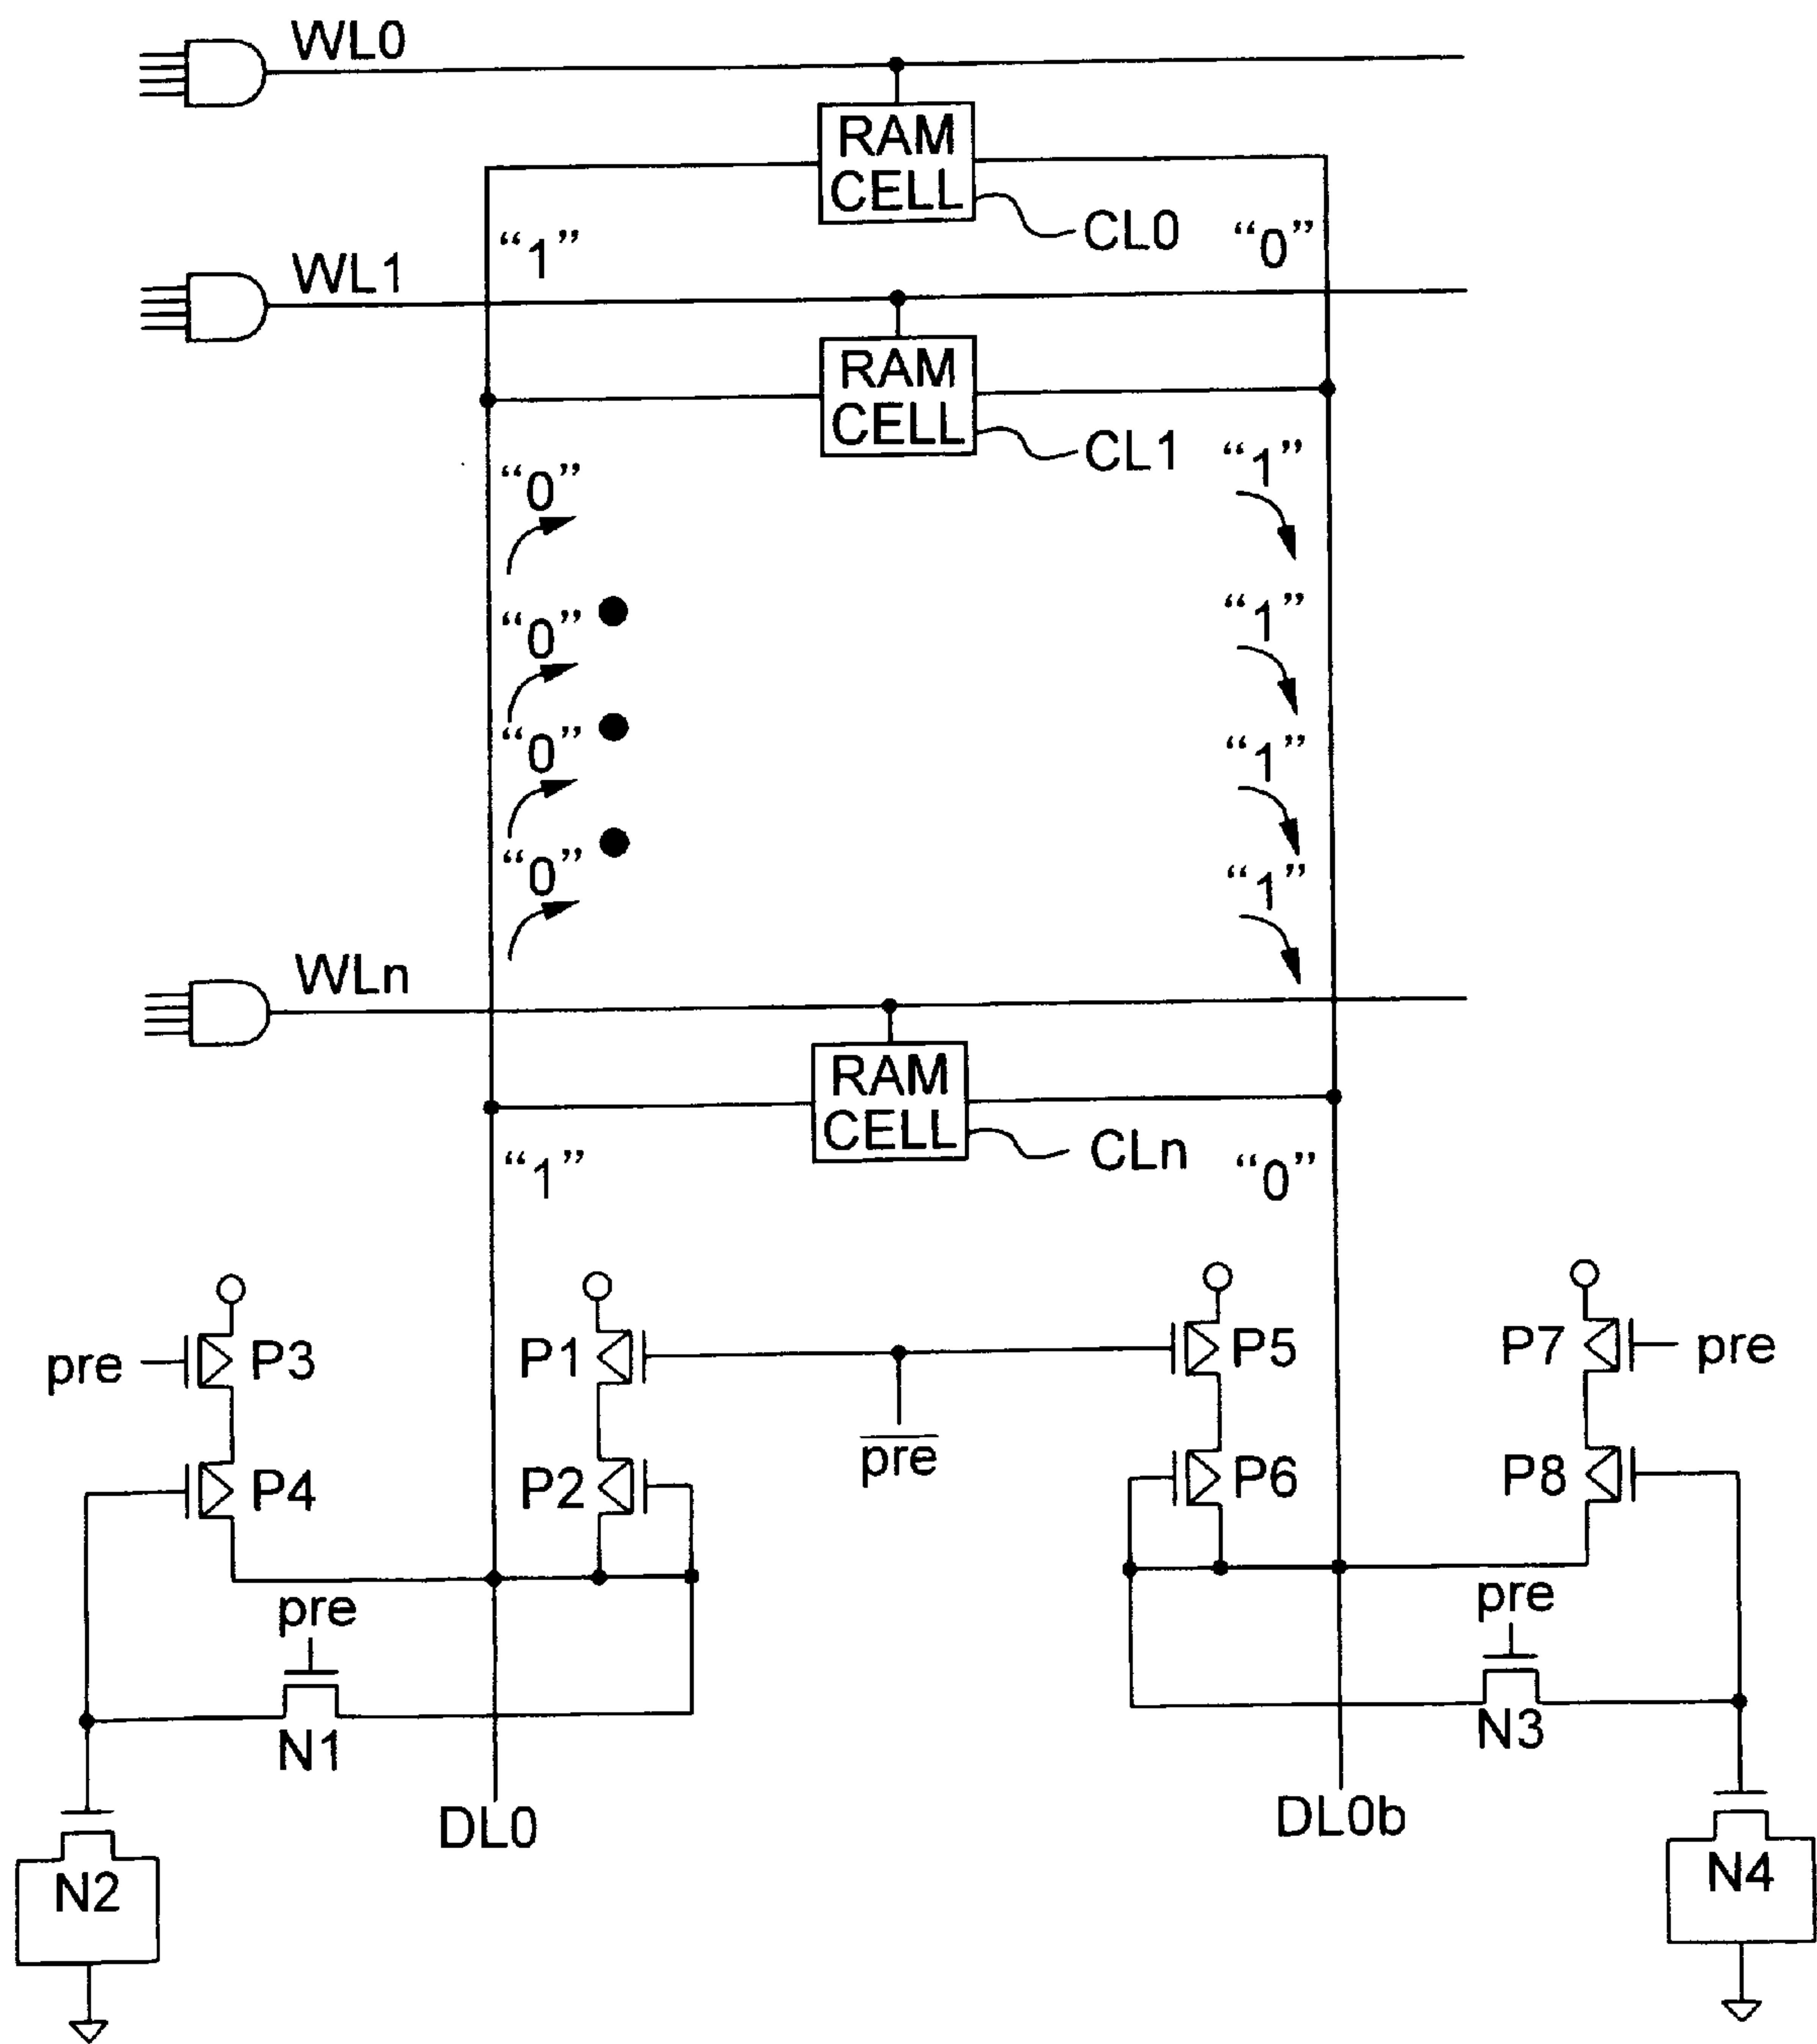 WL0
RAM
CELL
CL0
“1”
“0”
WL1
RAM
CELL
CL1
“0”
“1”
“0”
“1”
“0”
“1”
“0”
“1”
WLn
RAM
CELL
CLn
“1”
“0”
pre
P3
P1
P5
P7
pre
pre
P4
P2
P6
P8
pre
pre
N1
N3
DL0
DL0b
N2
N4